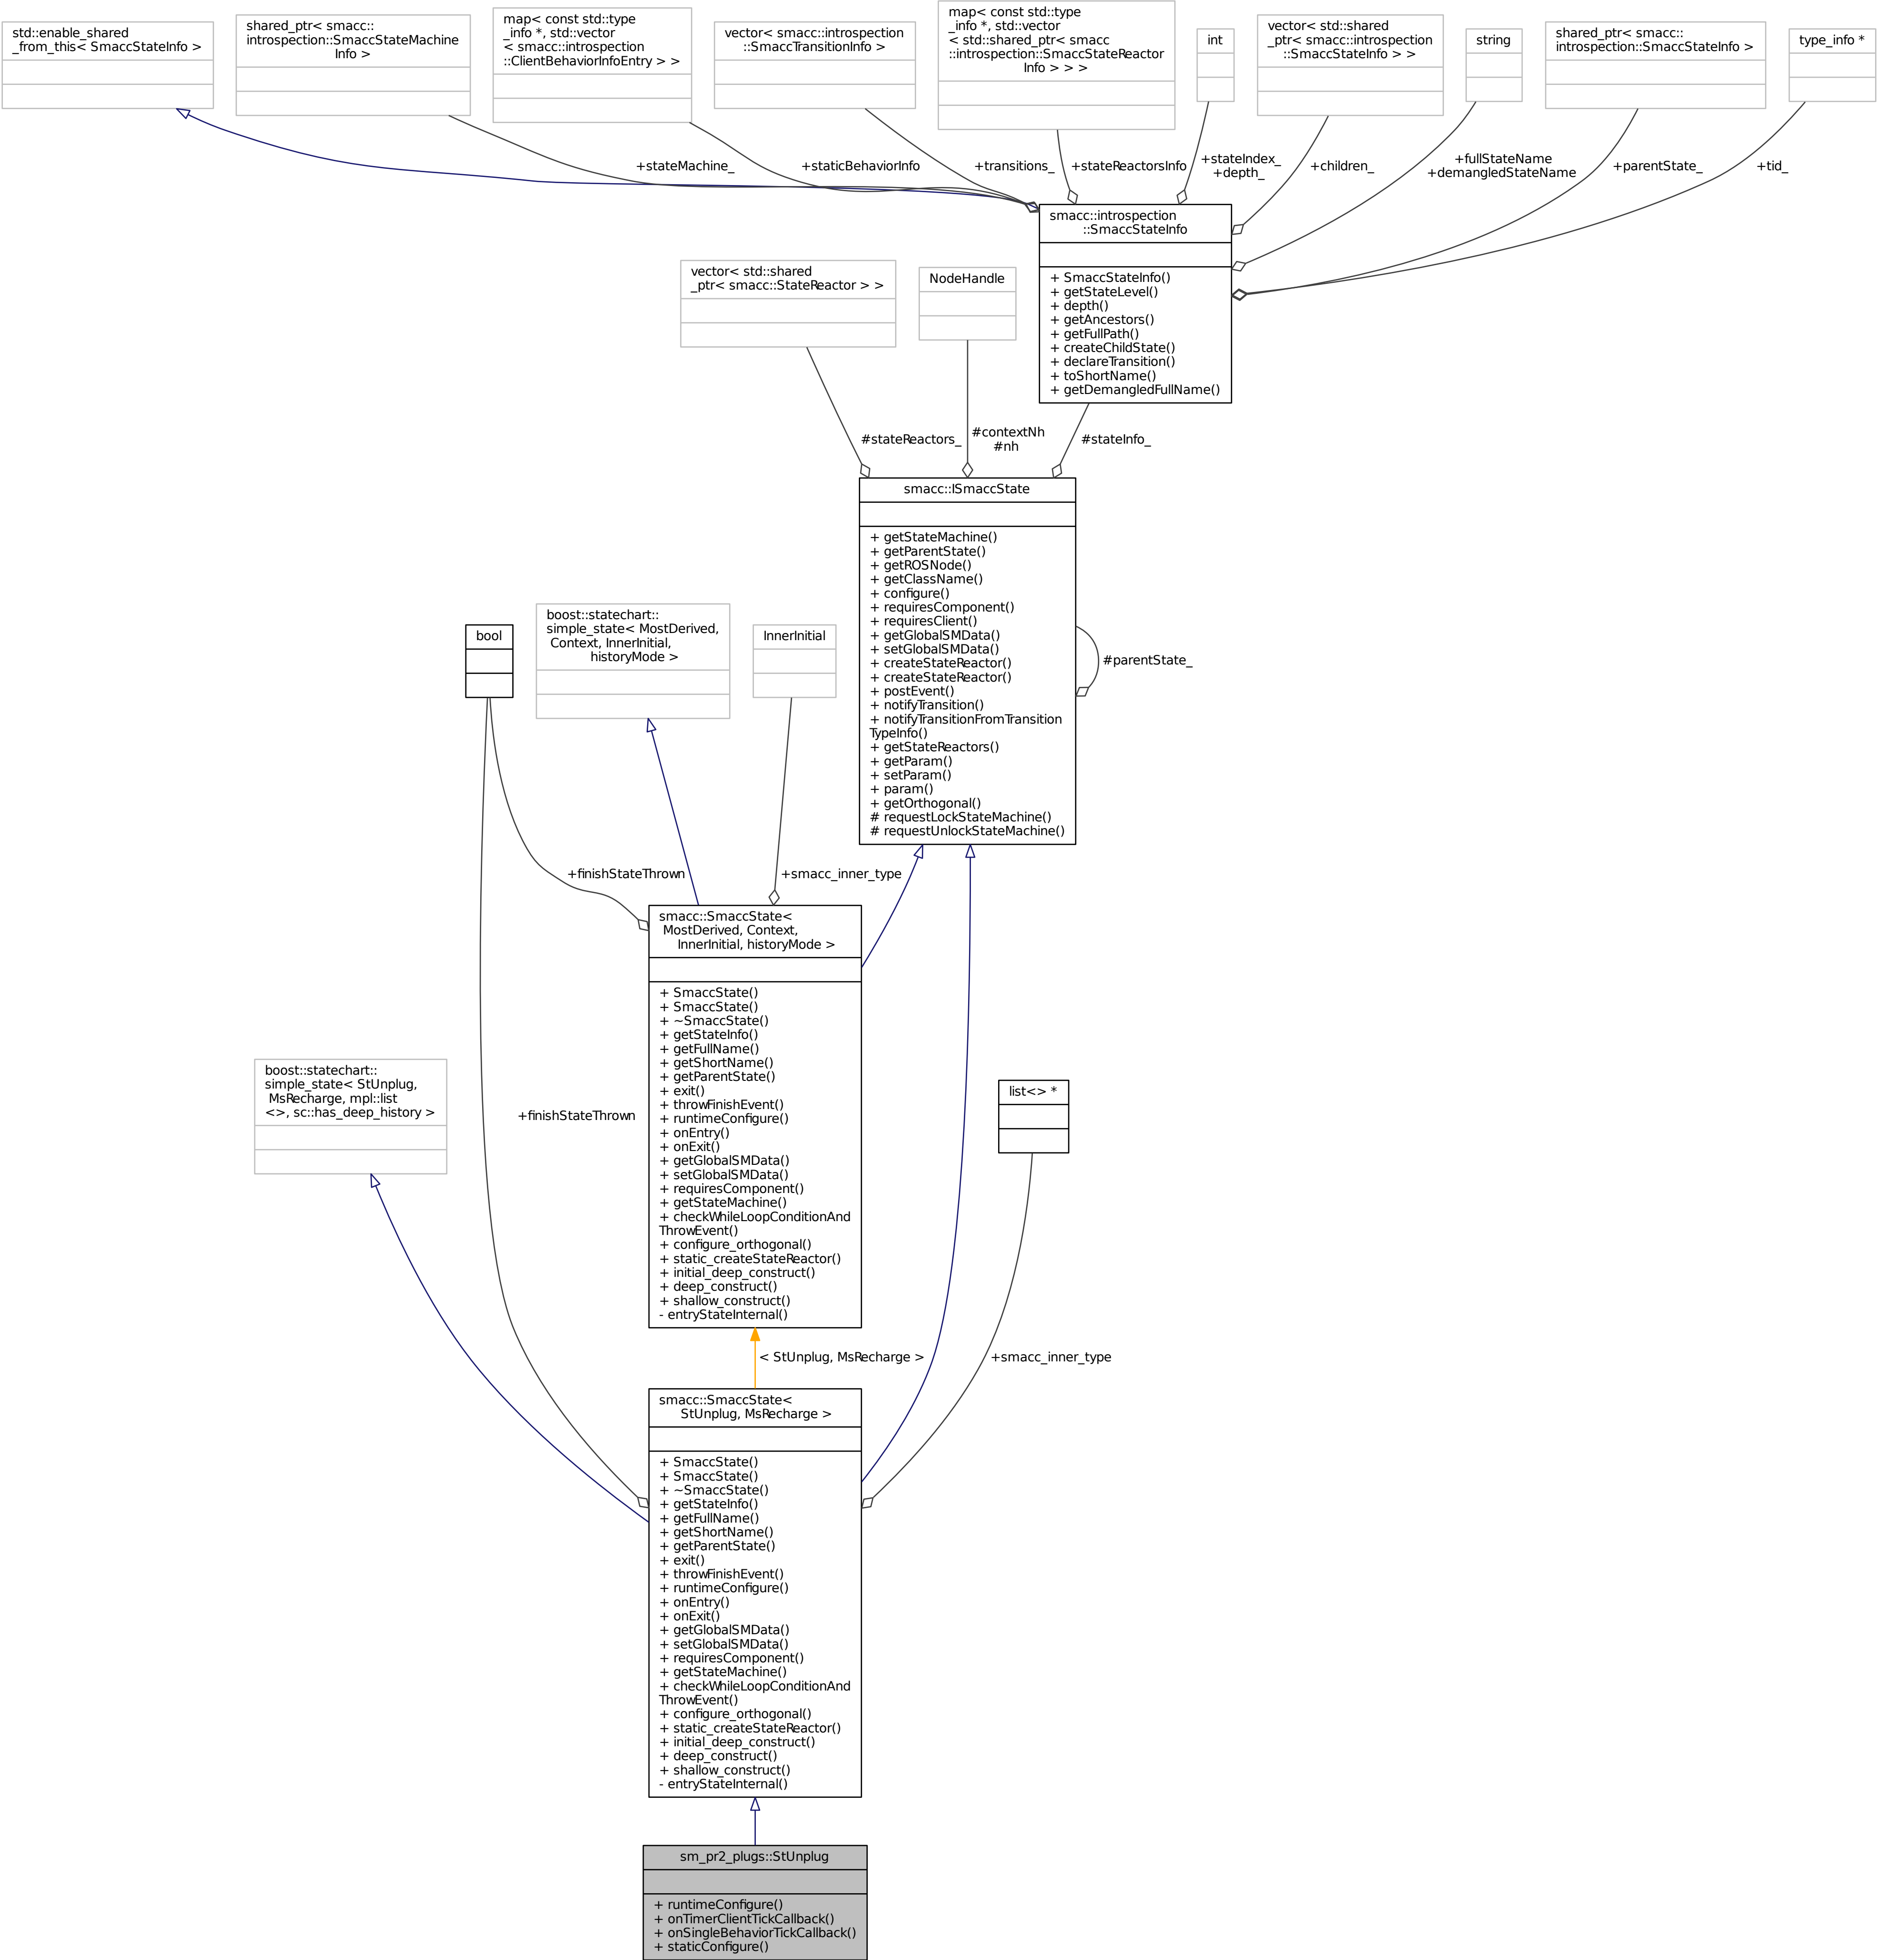 std::enable_shared
_from_this< SmaccStateInfo >
shared_ptr< smacc::
introspection::SmaccStateMachine
Info >
map< const std::type
_info *, std::vector
< smacc::introspection
::ClientBehaviorInfoEntry > >
vector< smacc::introspection
::SmaccTransitionInfo >
map< const std::type
_info *, std::vector
< std::shared_ptr< smacc
::introspection::SmaccStateReactor
Info > > >
int
vector< std::shared
_ptr< smacc::introspection
::SmaccStateInfo > >
string
shared_ptr< smacc::
introspection::SmaccStateInfo >
type_info *
+stateMachine_
+staticBehaviorInfo
+transitions_
+stateReactorsInfo
+stateIndex_
+depth_
+children_
+fullStateName
+demangledStateName
+parentState_
+tid_
smacc::introspection
::SmaccStateInfo
+ SmaccStateInfo()
+ getStateLevel()
+ depth()
+ getAncestors()
+ getFullPath()
+ createChildState()
+ declareTransition()
+ toShortName()
+ getDemangledFullName()
vector< std::shared
_ptr< smacc::StateReactor > >
NodeHandle
#stateReactors_
#contextNh
#nh
#stateInfo_
smacc::ISmaccState
+ getStateMachine()
+ getParentState()
+ getROSNode()
+ getClassName()
+ configure()
+ requiresComponent()
+ requiresClient()
+ getGlobalSMData()
+ setGlobalSMData()
+ createStateReactor()
+ createStateReactor()
+ postEvent()
+ notifyTransition()
+ notifyTransitionFromTransition
TypeInfo()
+ getStateReactors()
+ getParam()
+ setParam()
+ param()
+ getOrthogonal()
# requestLockStateMachine()
# requestUnlockStateMachine()
#parentState_
bool
boost::statechart::
simple_state< MostDerived,
Context, InnerInitial,
historyMode >
InnerInitial
+finishStateThrown
+smacc_inner_type
smacc::SmaccState<
MostDerived, Context,
InnerInitial, historyMode >
+ SmaccState()
+ SmaccState()
+ ~SmaccState()
+ getStateInfo()
+ getFullName()
+ getShortName()
+ getParentState()
+ exit()
+ throwFinishEvent()
+ runtimeConfigure()
+ onEntry()
+ onExit()
+ getGlobalSMData()
+ setGlobalSMData()
+ requiresComponent()
+ getStateMachine()
+ checkWhileLoopConditionAnd
ThrowEvent()
+ configure_orthogonal()
+ static_createStateReactor()
+ initial_deep_construct()
+ deep_construct()
+ shallow_construct()
- entryStateInternal()
boost::statechart::
simple_state< StUnplug,
MsRecharge, mpl::list
<>, sc::has_deep_history >
+finishStateThrown
list<> *
< StUnplug, MsRecharge >
+smacc_inner_type
smacc::SmaccState<
StUnplug, MsRecharge >
+ SmaccState()
+ SmaccState()
+ ~SmaccState()
+ getStateInfo()
+ getFullName()
+ getShortName()
+ getParentState()
+ exit()
+ throwFinishEvent()
+ runtimeConfigure()
+ onEntry()
+ onExit()
+ getGlobalSMData()
+ setGlobalSMData()
+ requiresComponent()
+ getStateMachine()
+ checkWhileLoopConditionAnd
ThrowEvent()
+ configure_orthogonal()
+ static_createStateReactor()
+ initial_deep_construct()
+ deep_construct()
+ shallow_construct()
- entryStateInternal()
sm_pr2_plugs::StUnplug
+ runtimeConfigure()
+ onTimerClientTickCallback()
+ onSingleBehaviorTickCallback()
+ staticConfigure()